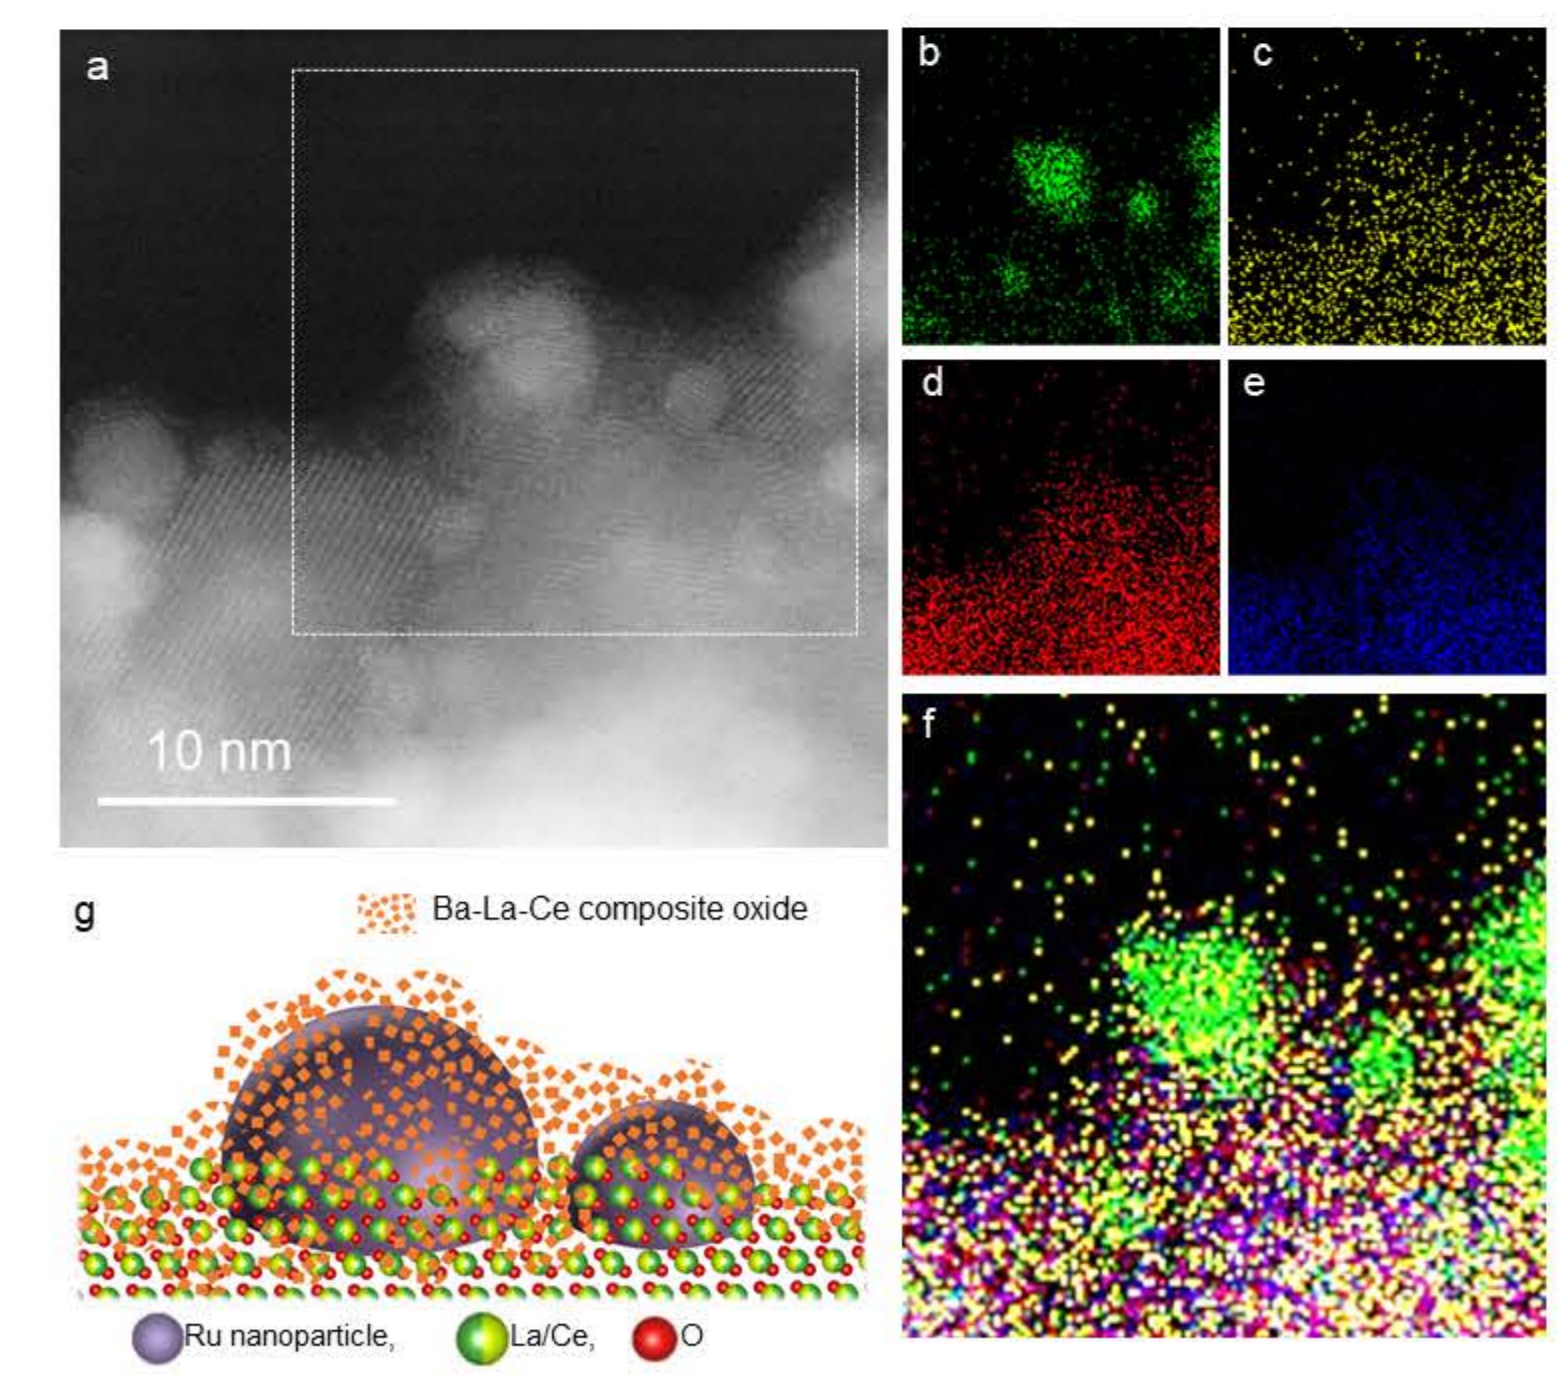 a
b
c
d
e
10 nm
f
g
Ba-La-Ce composite oxide
Ru nanoparticle,
La/Ce,
O